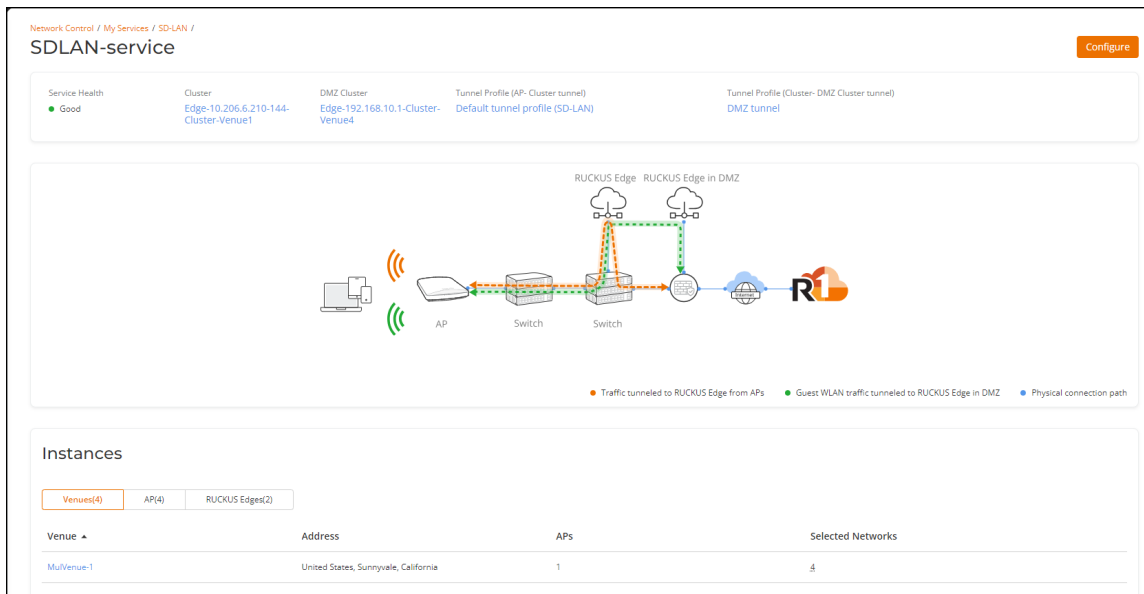 Network Control / My Services / SD-LAN /
SDLAN-service
Configure
Service Health
Good
Cluster
Edge-10.206.6.210-144-
Cluster-Venue1
DMZ Cluster
Edge-192.168.10.1-Cluster-
Venue4
Tunnel Profile (AP- Cluster tunnel)
Default tunnel profile (SD-LAN)
Tunnel Profile (Cluster- DMZ Cluster tunnel)
DMZ tunnel
RUCKUS Edge RUCKUS Edge in DMZ
Internet
R1
AP Switch Switch
Traffic tunneled to RUCKUS Edge from APs Guest WLAN traffic tunneled to RUCKUS Edge in DMZ Physical connection path
Instances
Venues(4) AP(4) RUCKUS Edges(2)
Venue Address APs Selected Networks
MulVenue-1 United States, Sunnyvale, California 1 4